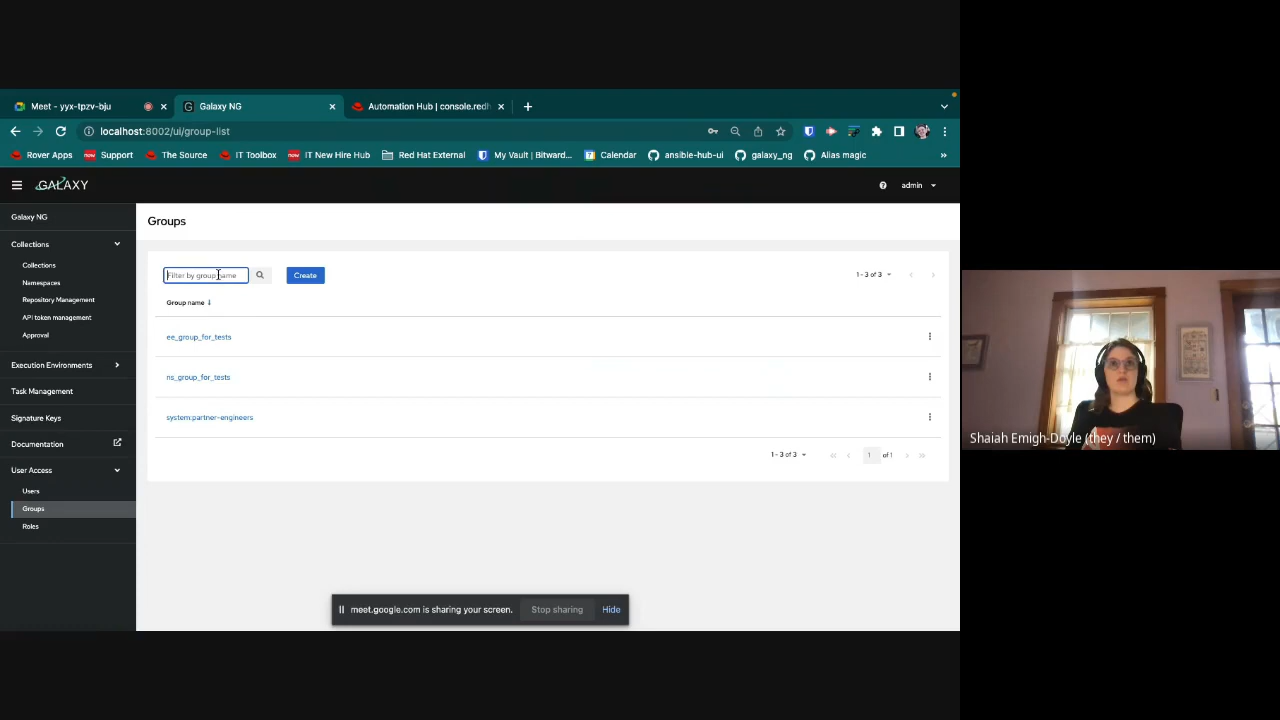 Meet - yyx-tpzv-bju
Galaxy NG
Automation Hub | console.redh
localhost:8002/ui/group-list
Rover Apps
Support
The Source
IT Toolbox
IT New Hire Hub
Red Hat External
My Vault | Bitward...
Calendar
ansible-hub-ui
galaxy_ng
Alias magic
»
GALAXY
admin
Galaxy NG
Collections
Collections
Namespaces
Repository Management
API token management
Approval
Execution Environments
Task Management
Signature Keys
Documentation
User Access
Users
Groups
Roles
Groups
Filter by group name
Create
1 - 3 of 3
Group name
ee_group_for_tests
ns_group_for_tests
system:partner-engineers
1 - 3 of 3
1 of 1
meet.google.com is sharing your screen.
Stop sharing
Hide
Shaiah Emigh-Doyle (they / them)